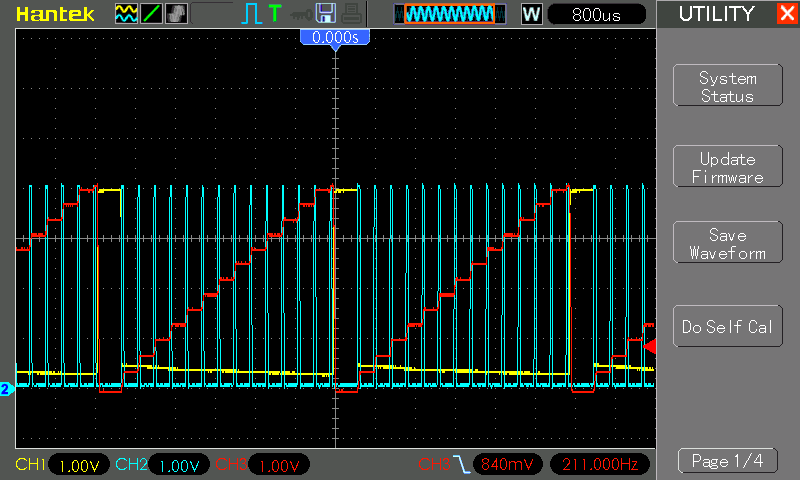 Hantek T W 800us UTILITY
0.000s
System
Status
Update
Firmware
Save
Waveform
Do Self Cal
2
CH1 1.00V CH2 1.00V CH3 1.00V CH3 840mV 211.000Hz
Page 1/4